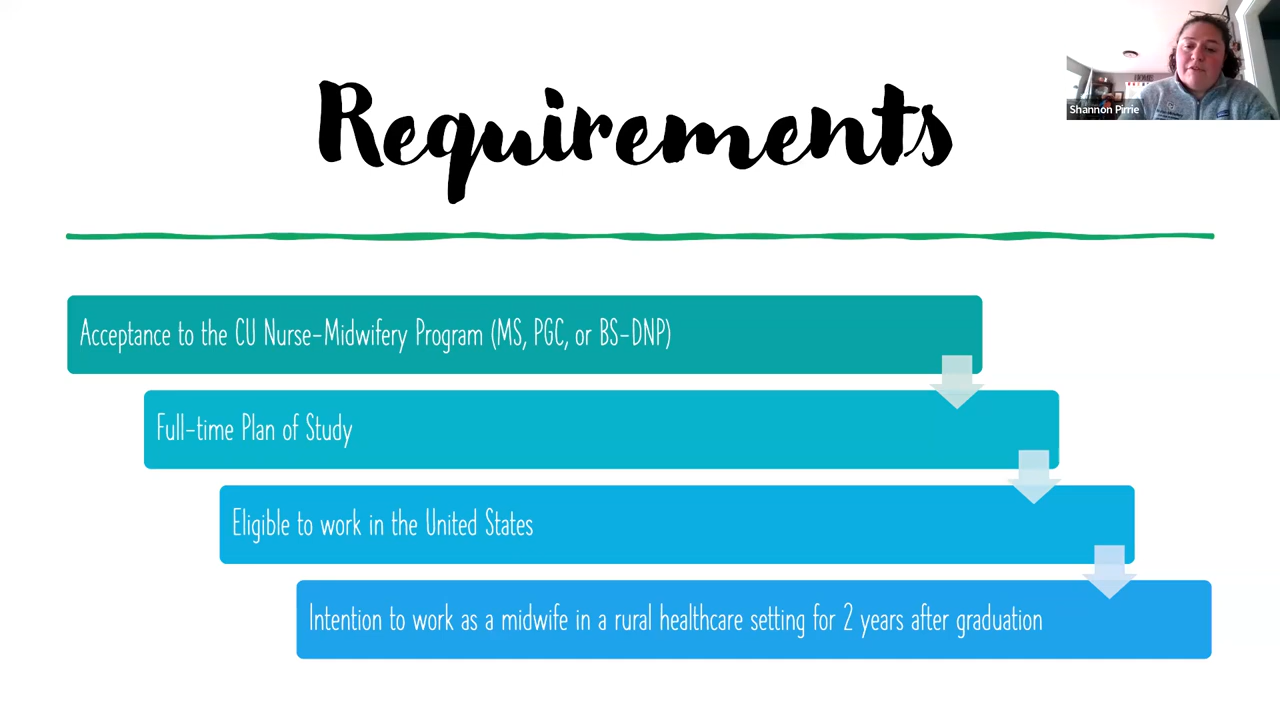 Requirements
Shannon Pirrie
Acceptance to the CU Nurse-Midwifery Program (MS, PGC, or BS-DNP)
Full-time Plan of Study
Eligible to work in the United States
Intention to work as a midwife in a rural healthcare setting for 2 years after graduation